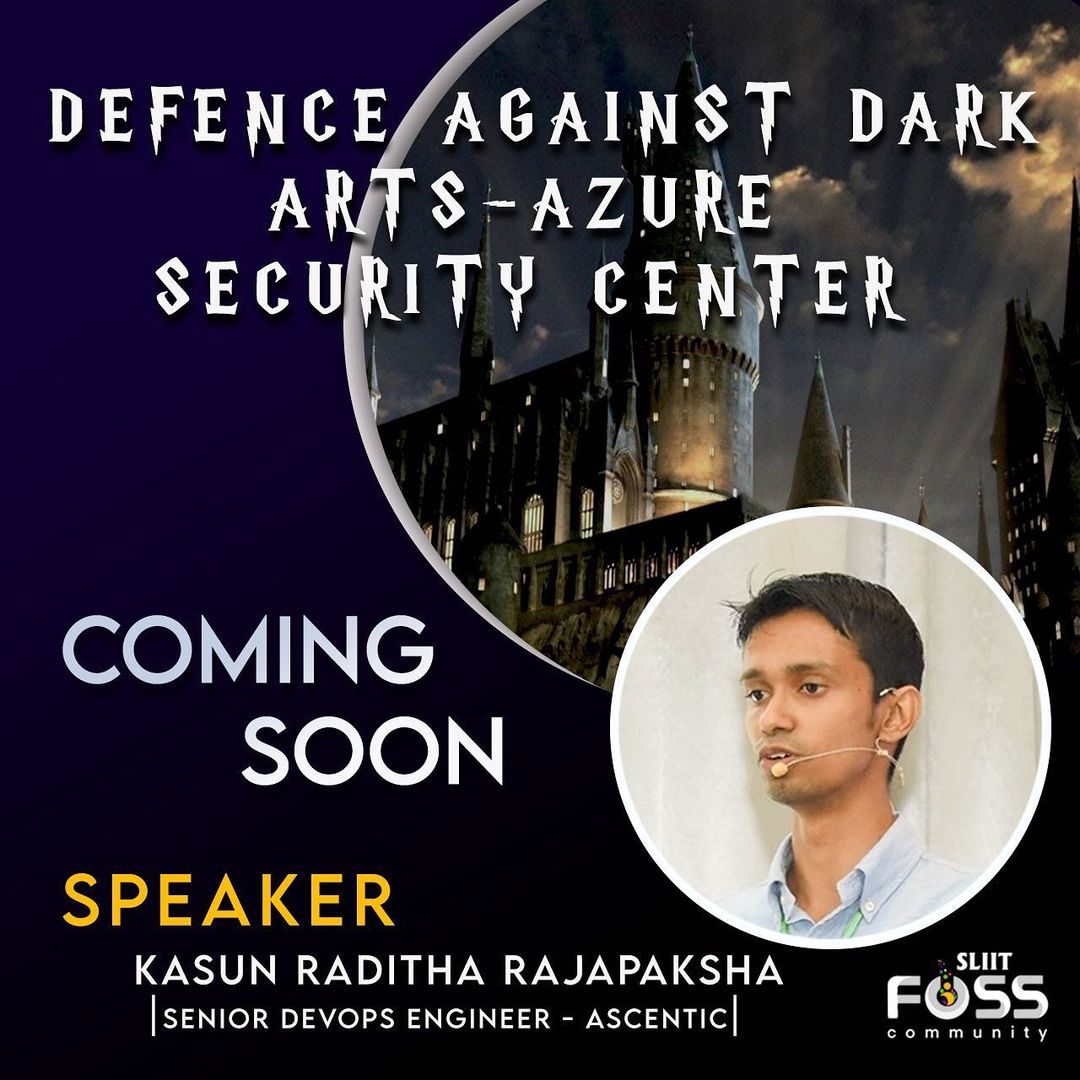 DEFENCE AGAINST DARK
ARTS-AZURE
SECURITY CENTER
COMING
SOON
SPEAKER
KASUN RADITHA RAJAPAKSHA
|SENIOR DEVOPS ENGINEER - ASCENTIC|
SLIIT
FOSS
community